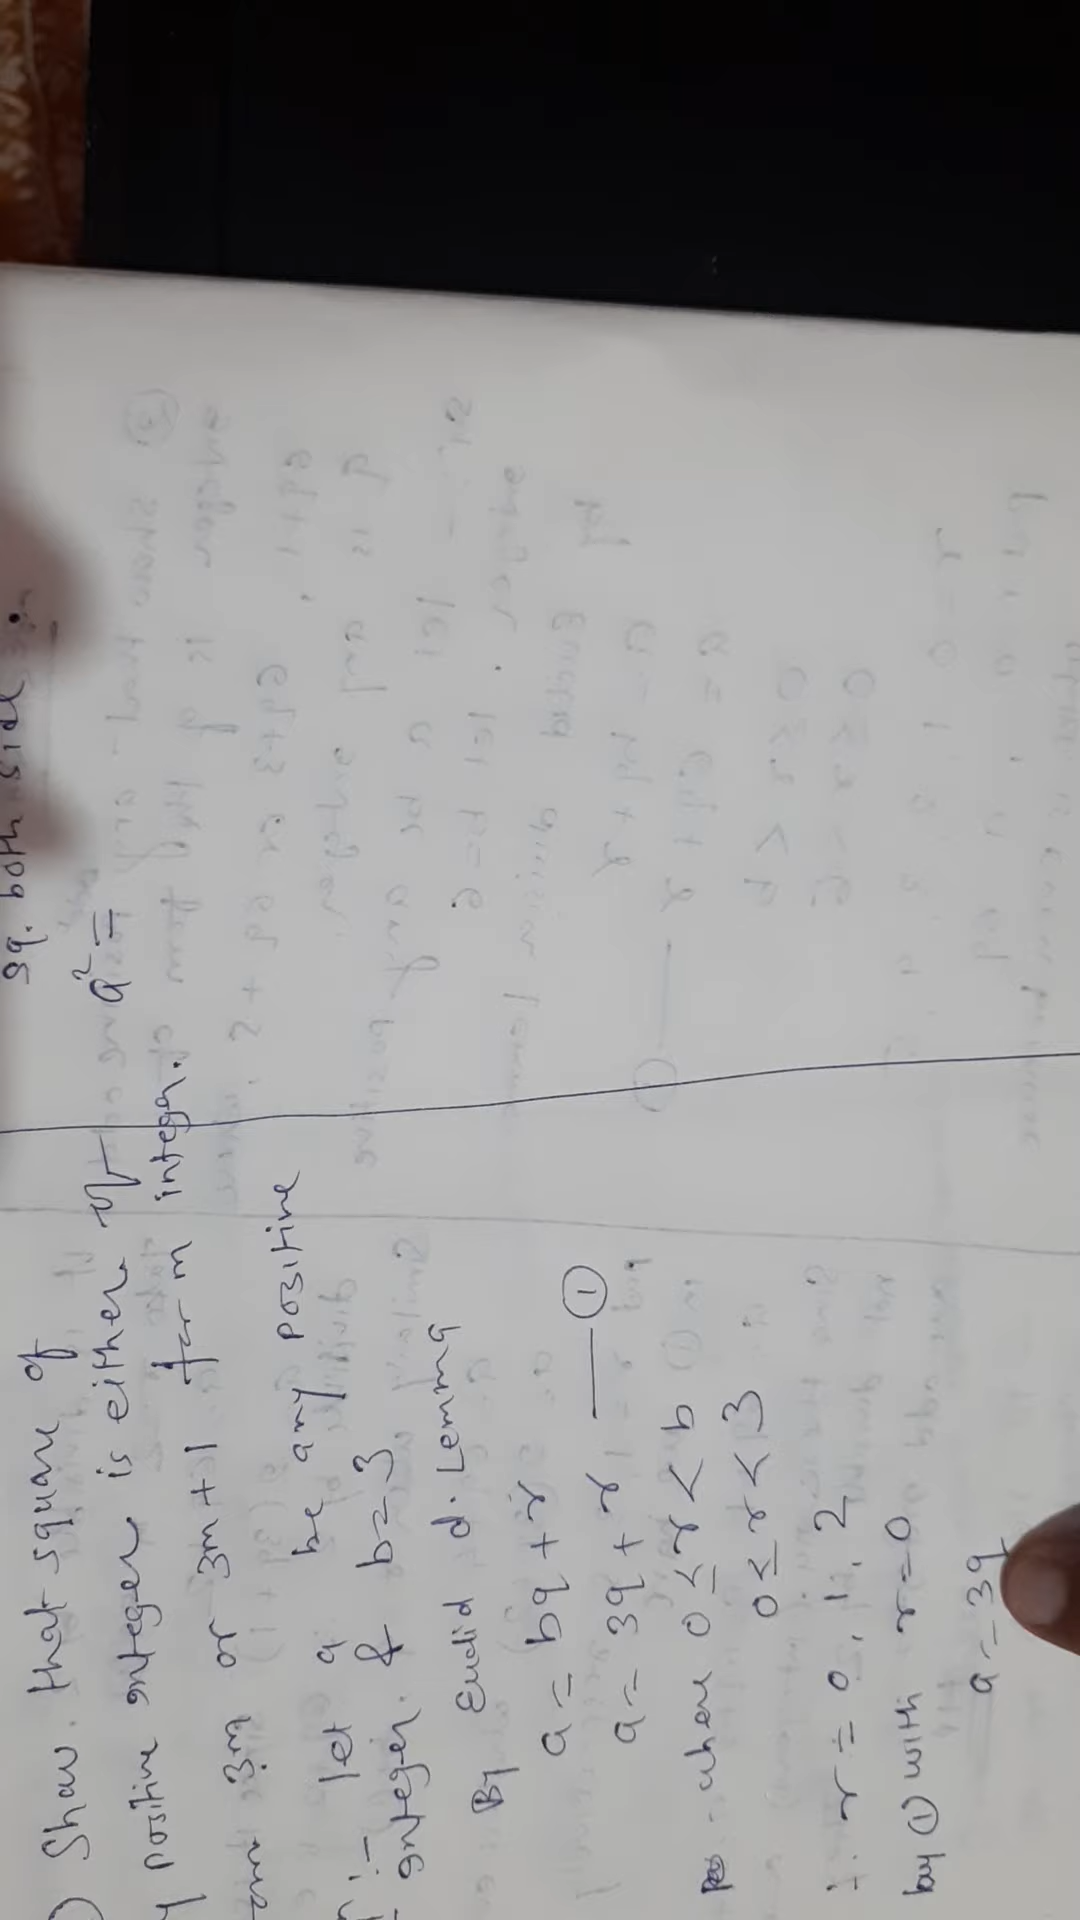 Show that square of
positive integer is either of
3m or 3m+1 for m integer.
:- let a be any positive
integer & b=3
By Euclid d. Lemma
a = bq + r
a = 3q + r —— ①
where 0 ≤ r < b
0 ≤ r < 3
∴ r = 0, 1, 2
by ① with r=0
a = 3q
sq. both side
a² =